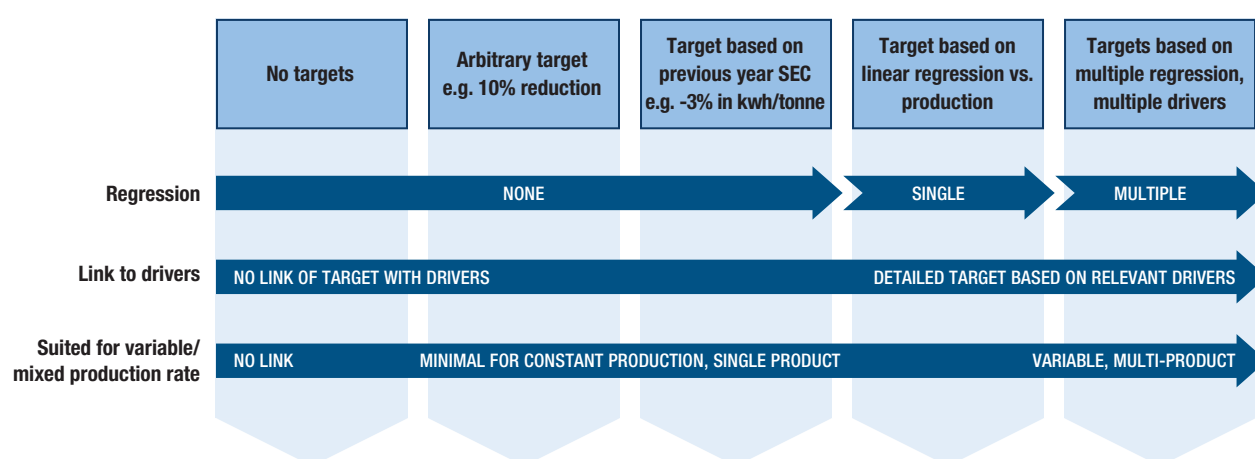 No targets
Arbitrary target
e.g. 10% reduction
Target based on
previous year SEC
e.g. -3% in kwh/tonne
Target based on
linear regression vs.
production
Targets based on
multiple regression,
multiple drivers
Regression
NONE
SINGLE
MULTIPLE
Link to drivers
NO LINK OF TARGET WITH DRIVERS
DETAILED TARGET BASED ON RELEVANT DRIVERS
Suited for variable/
mixed production rate
NO LINK
MINIMAL FOR CONSTANT PRODUCTION, SINGLE PRODUCT
VARIABLE, MULTI-PRODUCT